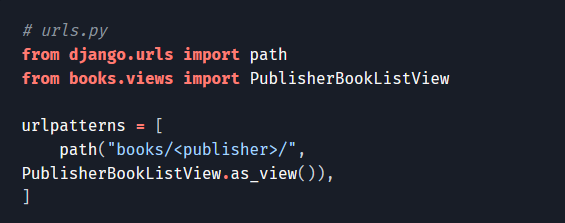 # urls.py
from django.urls import path
from books.views import PublisherBookListView

urlpatterns = [
    path("books/<publisher>/",
PublisherBookListView.as_view()),
]